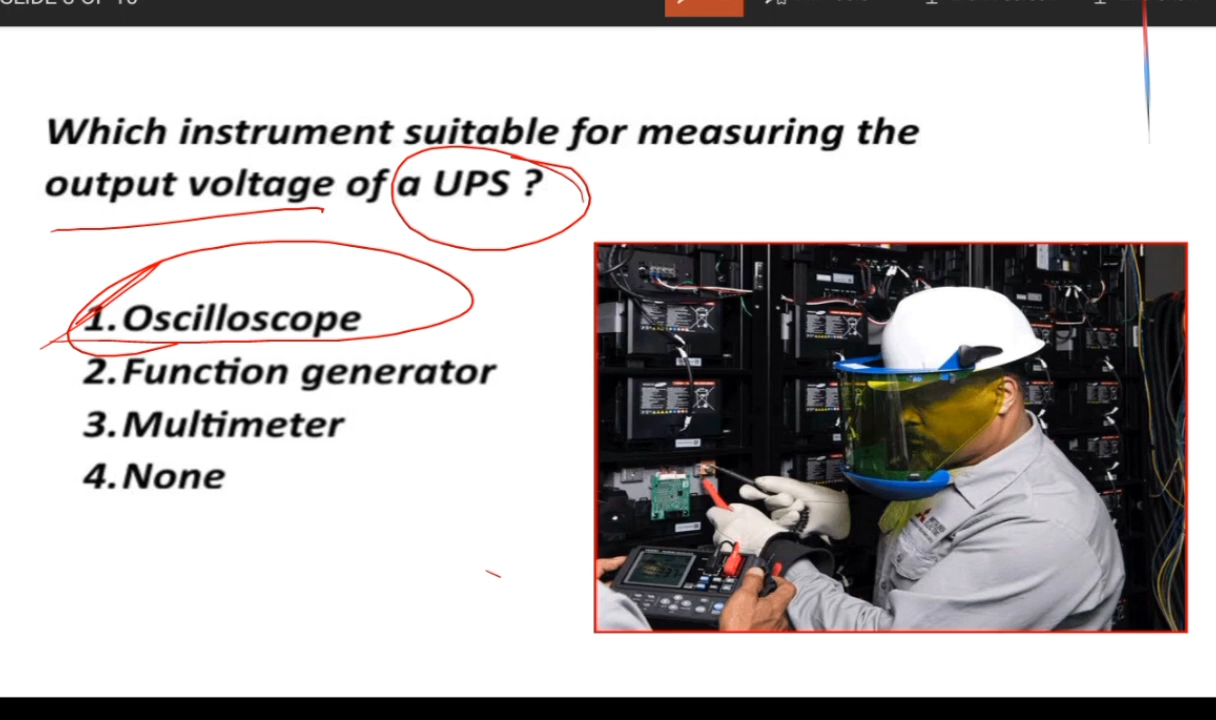 Which instrument suitable for measuring the
output voltage of a UPS ?
1. Oscilloscope
2. Function generator
3. Multimeter
4. None